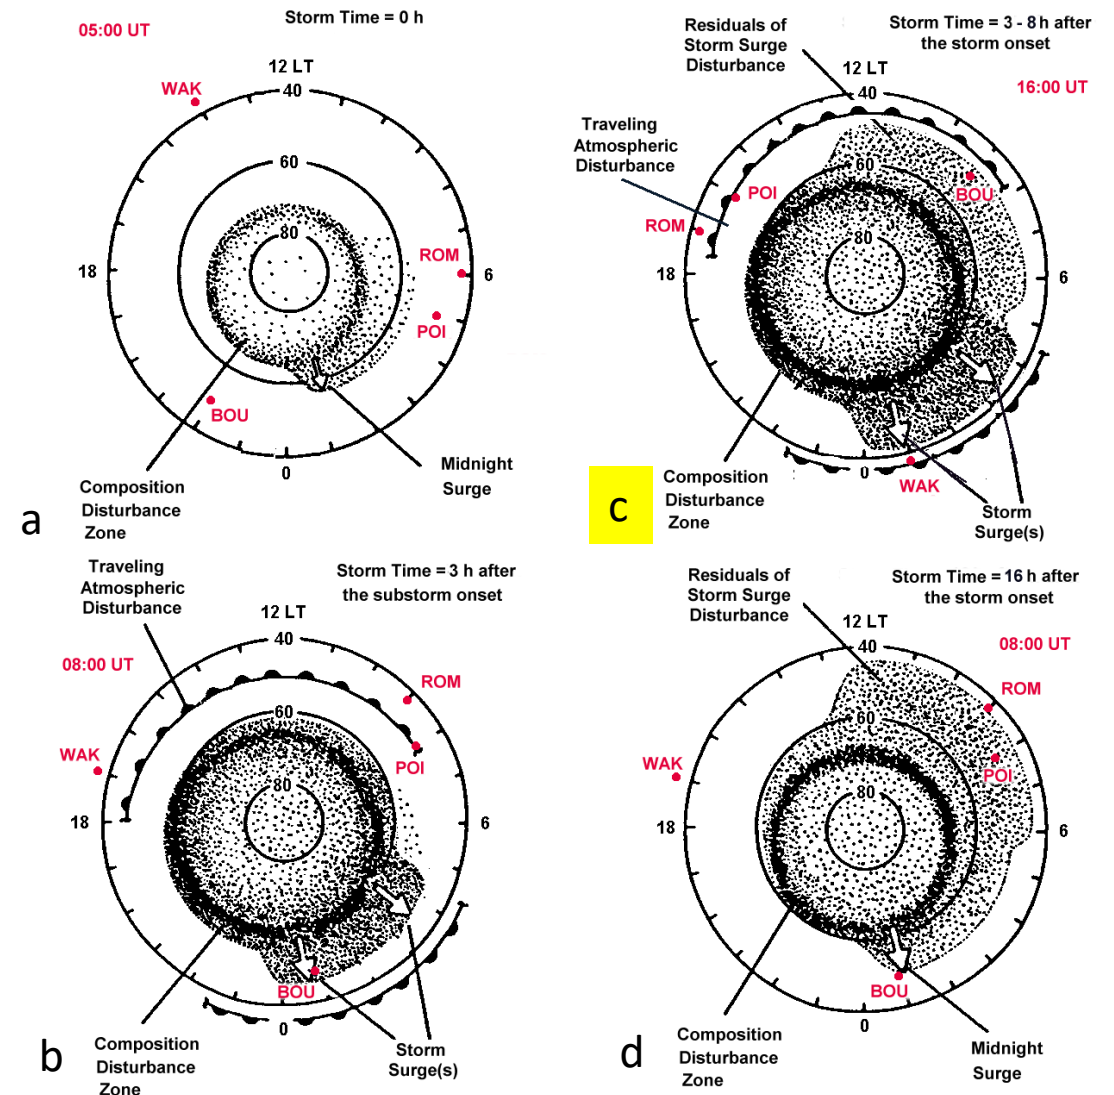 Storm Time = 0 h
05:00 UT
12 LT
WAK
40
60
80
ROM
18
6
POI
BOU
0
Midnight
Surge
Composition
Disturbance
Zone
a
Residuals of
Storm Surge
Disturbance
Storm Time = 3 - 8 h after
the storm onset
12 LT
16:00 UT
40
Traveling
Atmospheric
Disturbance
60
POI
BOU
ROM
80
18
6
0
WAK
Composition
Disturbance
Zone
Storm
Surge(s)
c
Traveling
Atmospheric
Disturbance
Storm Time = 3 h after
the substorm onset
12 LT
08:00 UT
40
ROM
60
WAK
POI
80
18
6
BOU
0
Composition
Disturbance
Zone
Storm
Surge(s)
b
Residuals of
Storm Surge
Disturbance
Storm Time = 16 h after
the storm onset
12 LT
08:00 UT
40
ROM
60
WAK
POI
80
18
6
BOU
0
Composition
Disturbance
Zone
Midnight
Surge
d